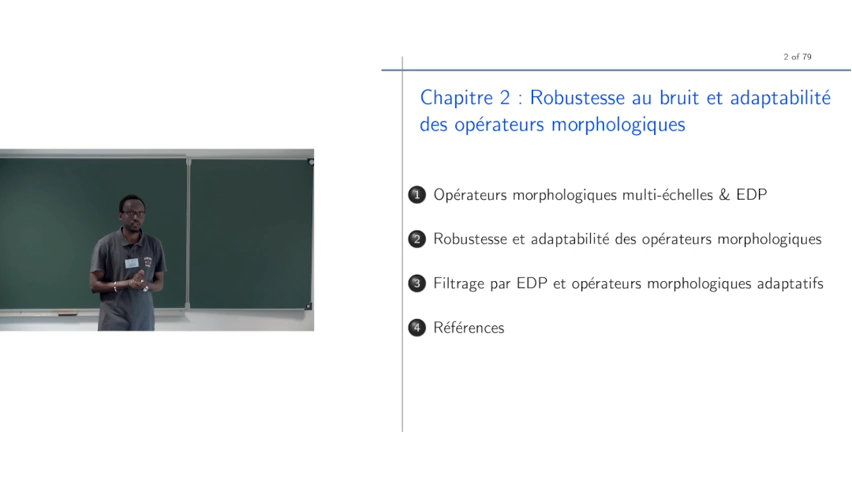 2 of 79
Chapitre 2 : Robustesse au bruit et adaptabilité
des opérateurs morphologiques
1 Opérateurs morphologiques multi-échelles & EDP
2 Robustesse et adaptabilité des opérateurs morphologiques
3 Filtrage par EDP et opérateurs morphologiques adaptatifs
4 Références